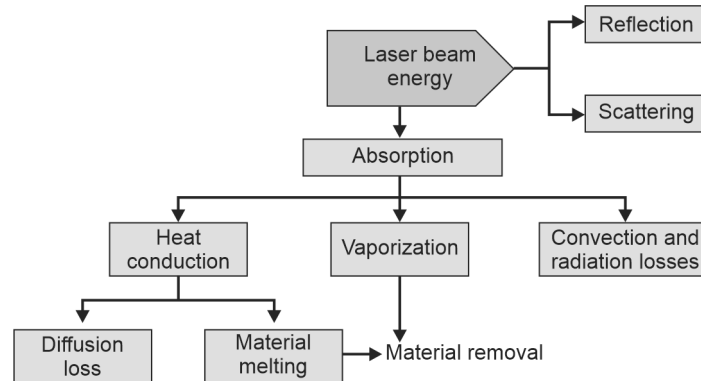 Reflection
Laser beam
energy
Scattering
Absorption
Heat
conduction
Vaporization
Convection and
radiation losses
Diffusion
loss
Material
melting
Material removal